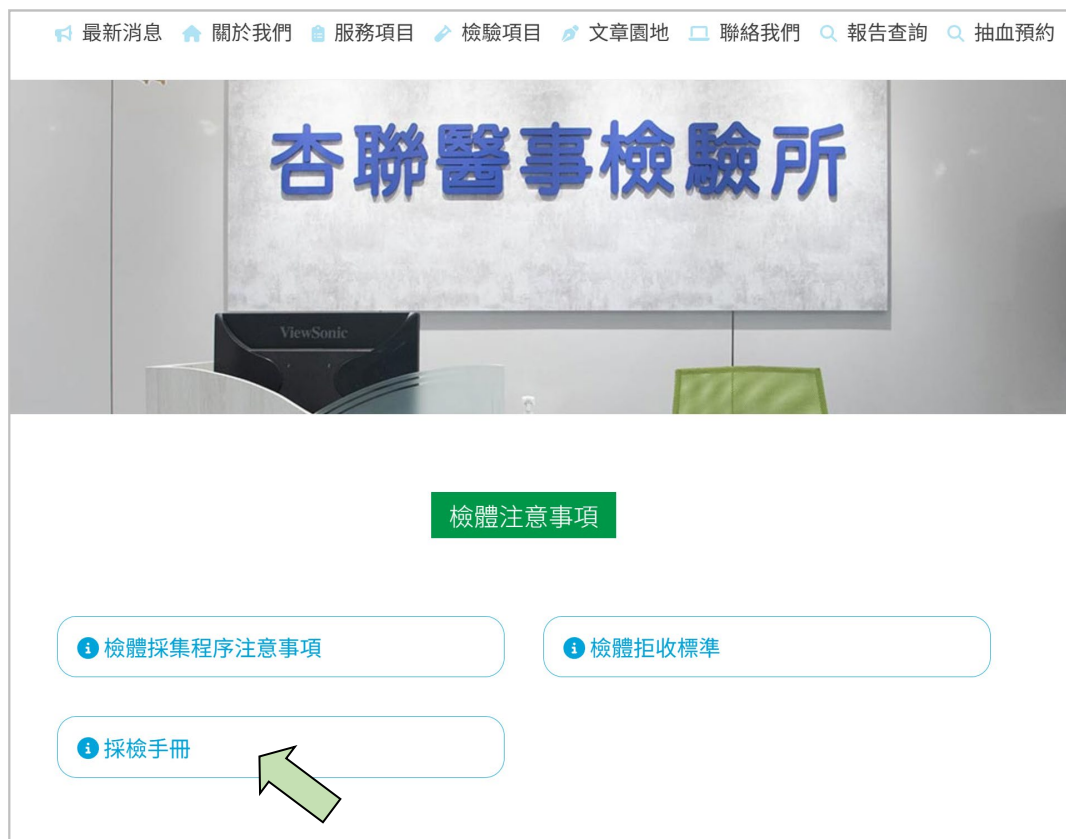 最新消息 關於我們 服務項目 檢驗項目 文章園地 聯絡我們 報告查詢 抽血預約
杏聯醫事檢驗所
ViewSonic
檢體注意事項
檢體採集程序注意事項 檢體拒收標準
採檢手冊